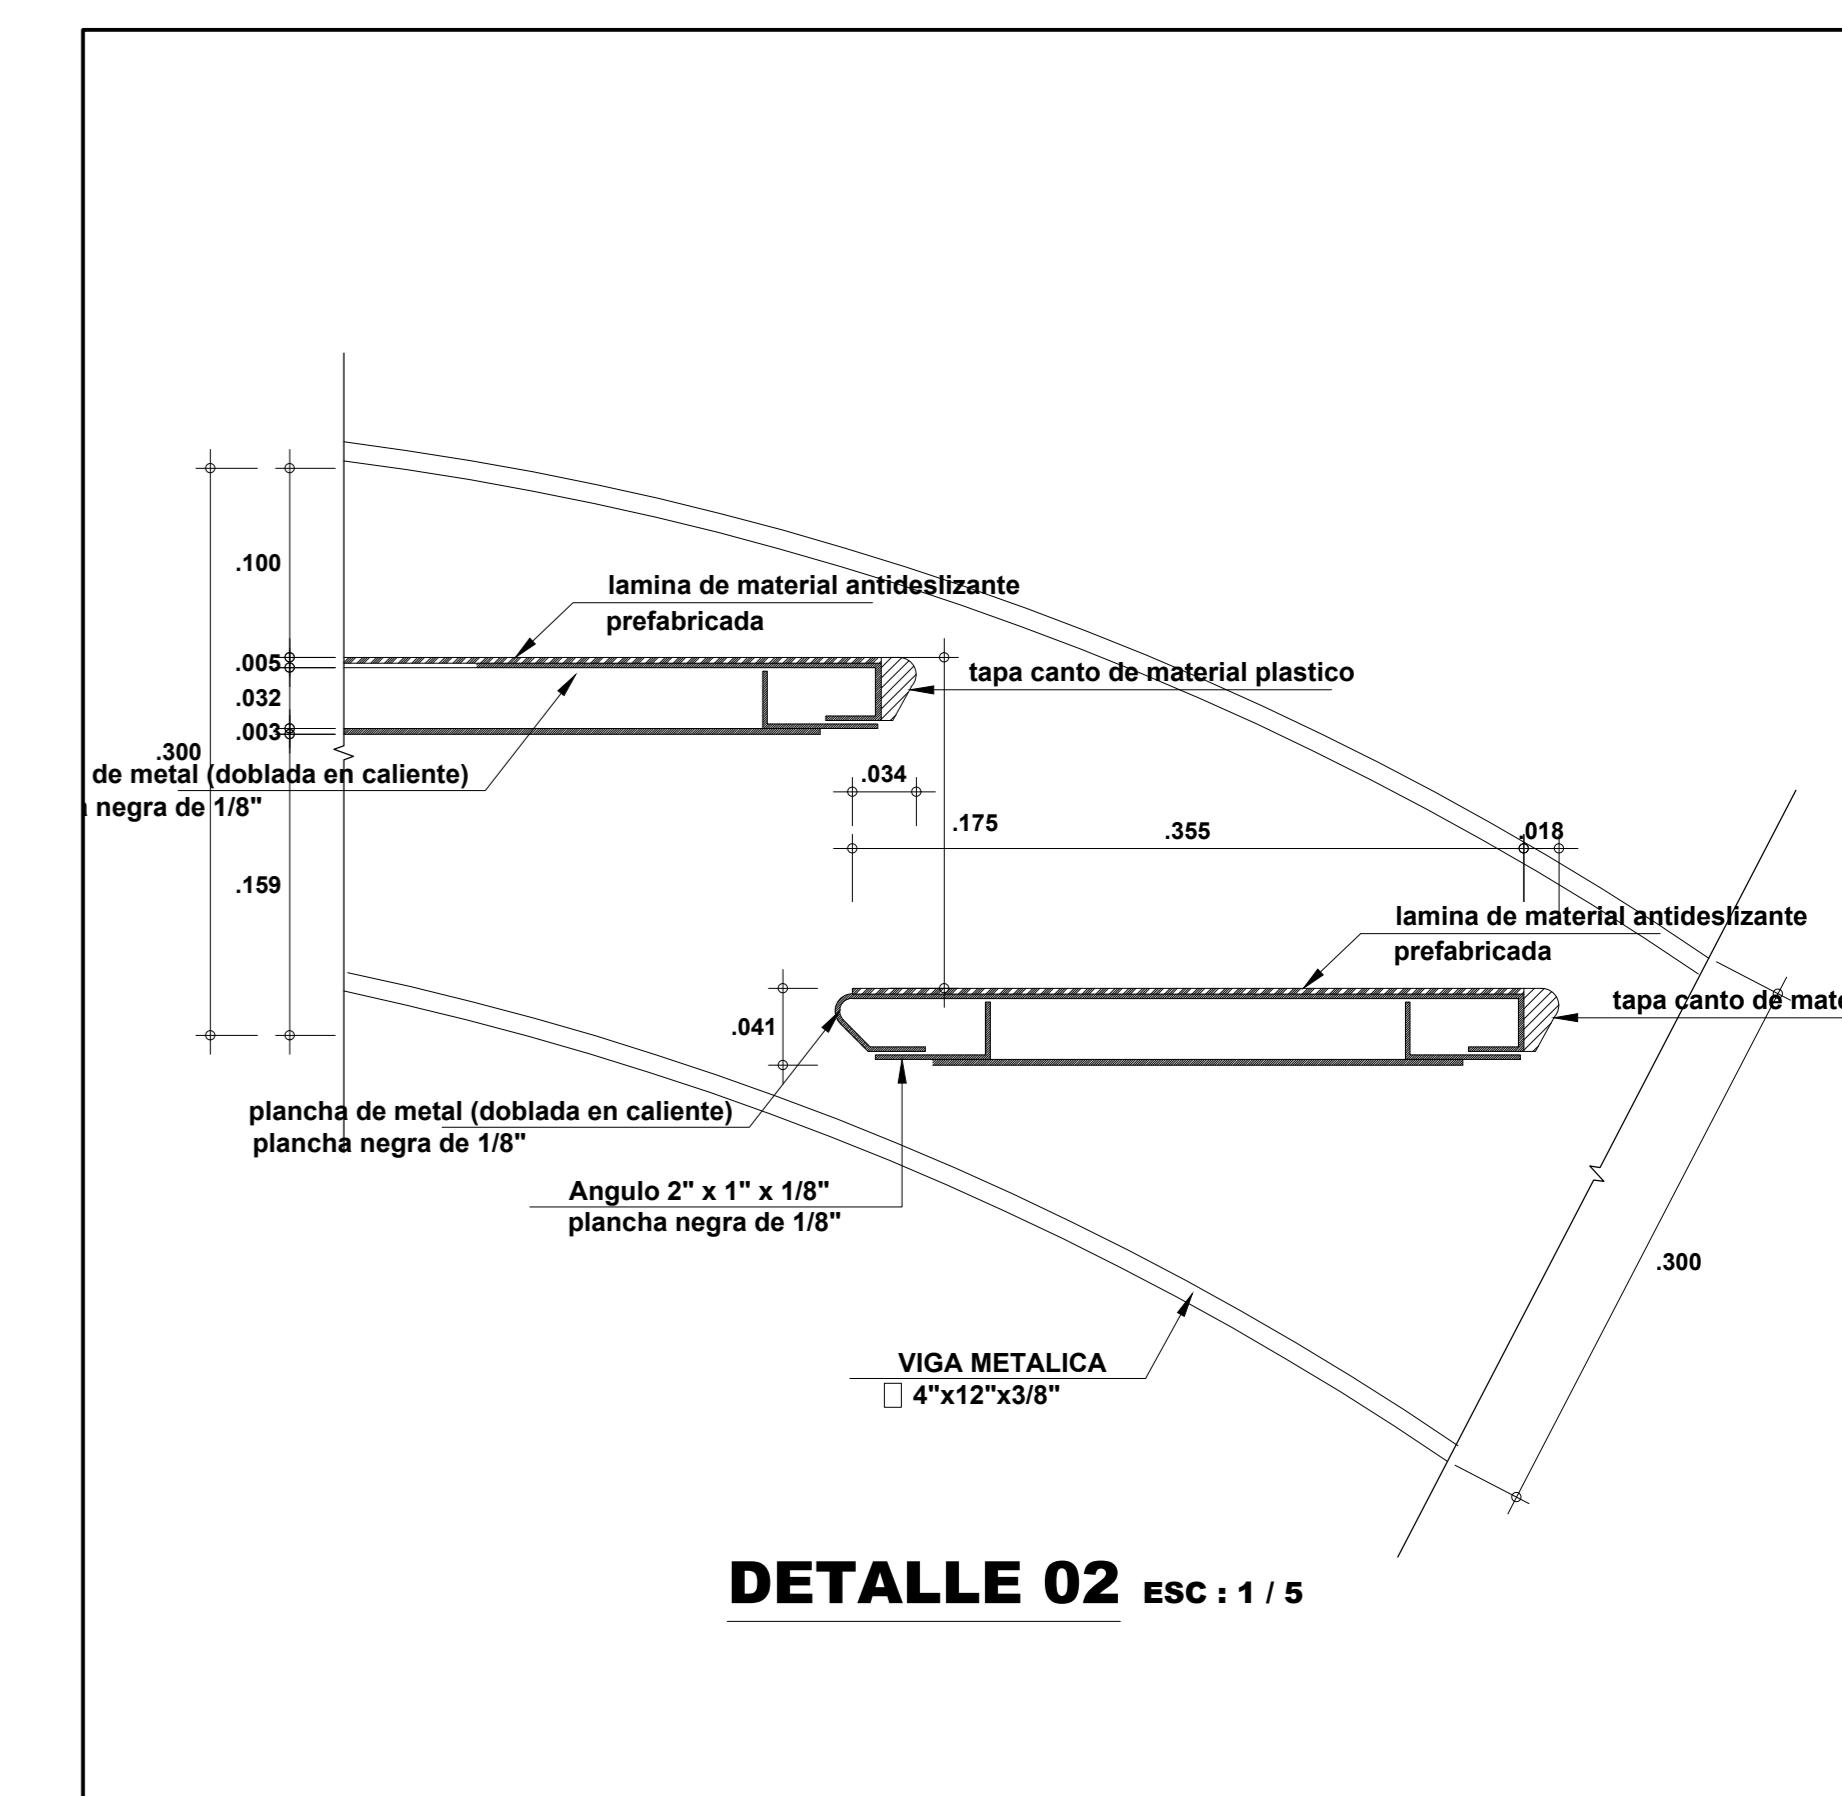 .100
lamina de material antideslizante
prefabricada
.005
tapa canto de material plastico
.032
.003
.300
de metal (doblada en caliente)
negra de 1/8"
.034
.175
.355
.018
.159
lamina de material antideslizante
prefabricada
tapa canto de mate
.041
plancha de metal (doblada en caliente)
plancha negra de 1/8"
Angulo 2" x 1" x 1/8"
plancha negra de 1/8"
.300
VIGA METALICA
4"x12"x3/8"
DETALLE 02 ESC : 1 / 5